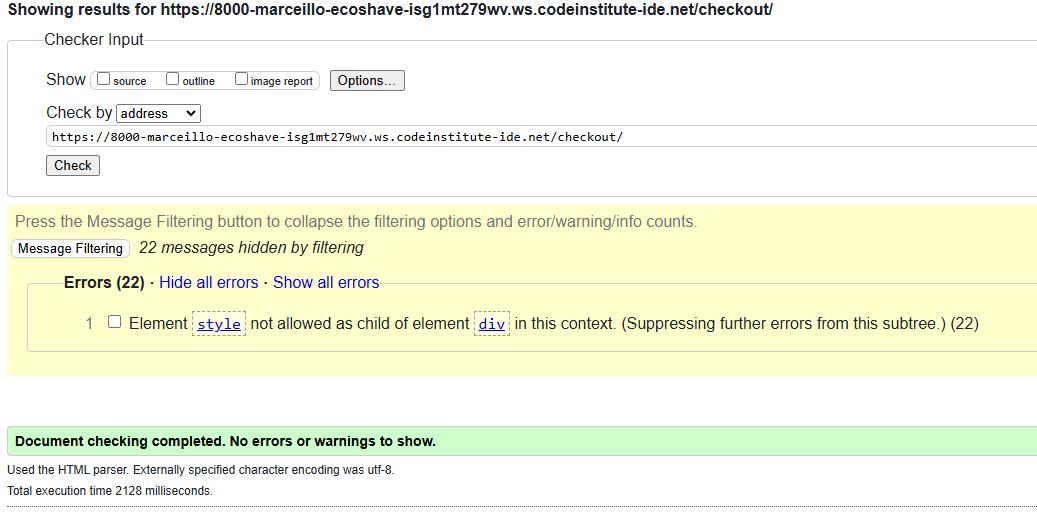 Showing results for https://8000-marceillo-ecoshave-isg1mt279wv.ws.codeinstitute-ide.net/checkout/
Checker Input
Show source outline image report Options...
Check by address
https://8000-marceillo-ecoshave-isg1mt279wv.ws.codeinstitute-ide.net/checkout/
Check
Press the Message Filtering button to collapse the filtering options and error/warning/info counts.
Message Filtering 22 messages hidden by filtering
Errors (22) · Hide all errors · Show all errors
1 Element style not allowed as child of element div in this context. (Suppressing further errors from this subtree.) (22)
Document checking completed. No errors or warnings to show.
Used the HTML parser. Externally specified character encoding was utf-8.
Total execution time 2128 milliseconds.